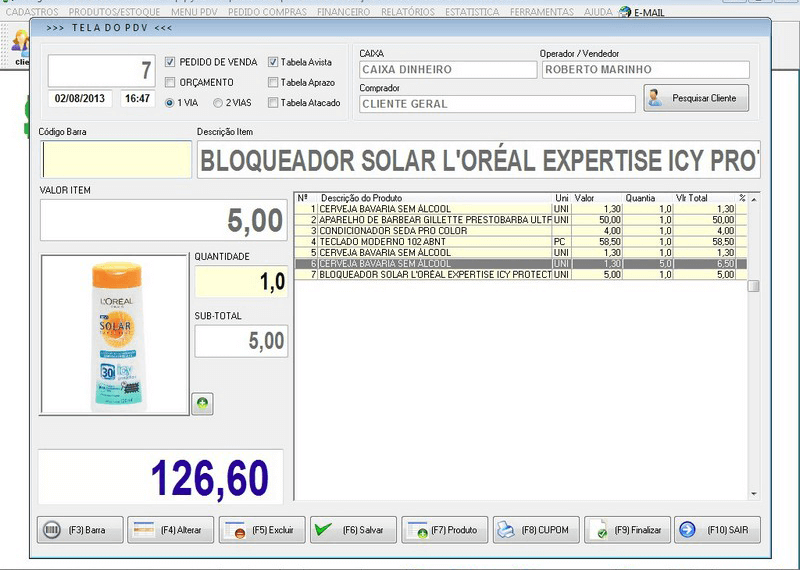 CADASTROS PRODUTOS/ESTOQUE MENU PDV PEDIDO COMPRAS FINANCEIRO RELATÓRIOS ESTATISTICA FERRAMENTAS AJUDA E-MAIL
>>> TELA DO PDV <<<
7
PEDIDO DE VENDA
Tabela Avista
ORÇAMENTO
Tabela Aprazo
02/08/2013
16:47
1 VIA
2 VIAS
Tabela Atacado
CAIXA
Operador / Vendedor
CAIXA DINHEIRO
ROBERTO MARINHO
Comprador
CLIENTE GERAL
Pesquisar Cliente
Código Barra
Descrição Item
BLOQUEADOR SOLAR L'ORÉAL EXPERTISE ICY PROT
VALOR ITEM
5,00
QUANTIDADE
1,0
SUB-TOTAL
5,00
L'ORÉAL
SOLAR
30
icy
Nº Descrição do Produto Uni Valor Quantia Vlr Total %
1 CERVEJA BAVARIA SEM ÁLCOOL UNI 1,30 1,0 1,30
2 APARELHO DE BARBEAR GILLETTE PRESTOBARBA ULTF UNI 50,00 1,0 50,00
3 CONDICIONADOR SEDA PRO COLOR UNI 4,00 1,0 4,00
4 TECLADO MODERNO 102 ABNT PC 58,50 1,0 58,50
5 CERVEJA BAVARIA SEM ÁLCOOL UNI 1,30 1,0 1,30
6 CERVEJA BAVARIA SEM ÁLCOOL UNI 1,30 5,0 6,50
7 BLOQUEADOR SOLAR L'ORÉAL EXPERTISE ICY PROTECT UNI 5,00 1,0 5,00
126,60
(F3) Barra
(F4) Alterar
(F5) Excluir
(F6) Salvar
(F7) Produto
(F8) CUPOM
(F9) Finalizar
(F10) SAIR